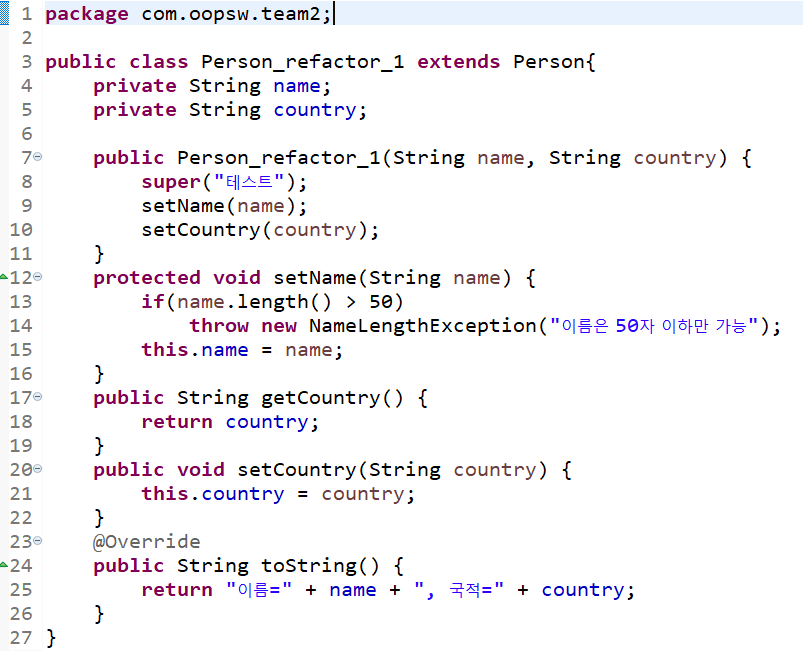 1 package com.oopsw.team2;
2
3 public class Person_refactor_1 extends Person{
4     private String name;
5     private String country;
6
7     public Person_refactor_1(String name, String country) {
8         super("테스트");
9         setName(name);
10         setCountry(country);
11     }
12     protected void setName(String name) {
13         if(name.length() > 50)
14             throw new NameLengthException("이름은 50자 이하만 가능");
15         this.name = name;
16     }
17     public String getCountry() {
18         return country;
19     }
20     public void setCountry(String country) {
21         this.country = country;
22     }
23     @Override
24     public String toString() {
25         return "이름=" + name + ", 국적=" + country;
26     }
27 }